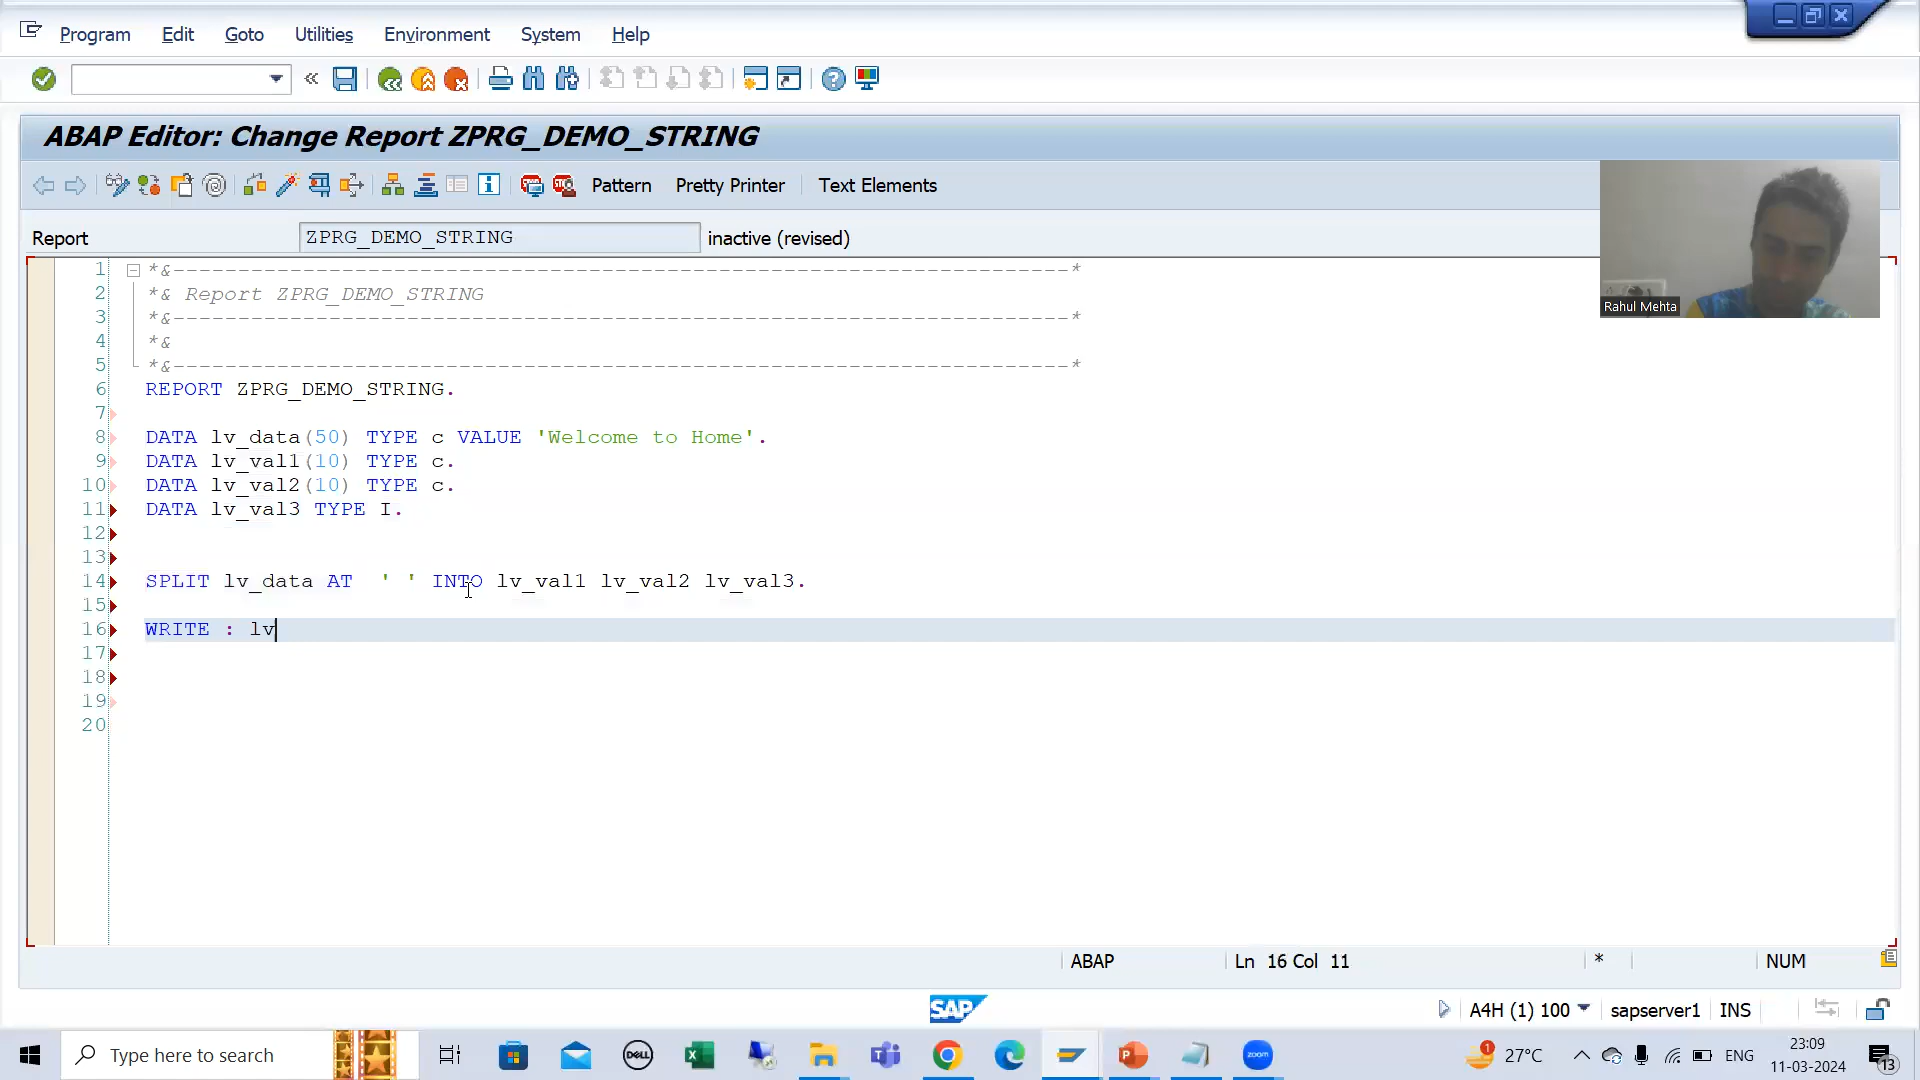 Program Edit Goto Utilities Environment System Help
ABAP Editor: Change Report ZPRG_DEMO_STRING
Pattern Pretty Printer Text Elements
Report ZPRG_DEMO_STRING inactive (revised)
Rahul Mehta
1 *&---------------------------------------------------------------------*
2 *& Report ZPRG_DEMO_STRING
3 *&---------------------------------------------------------------------*
4 *&
5 *&---------------------------------------------------------------------*
6 REPORT ZPRG_DEMO_STRING.
7
8 DATA lv_data(50) TYPE c VALUE 'Welcome to Home'.
9 DATA lv_val1(10) TYPE c.
10 DATA lv_val2(10) TYPE c.
11 DATA lv_val3 TYPE I.
12
13
14 SPLIT lv_data AT  ' ' INTO lv_val1 lv_val2 lv_val3.
15
16 WRITE : lv
17
18
19
20
ABAP Ln 16 Col 11 * NUM
SAP A4H (1) 100 sapserver1 INS
Type here to search DELL zoom 1 27°C ENG 23:09
11-03-2024 13